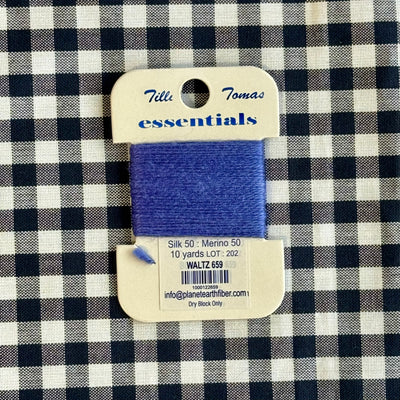 Tilli Tomas
essentials
Silk 50 : Merino 50
10 yards LOT : 202
WALTZ 659
1000122659
info@planetearthfiber.com
Dry Block Only